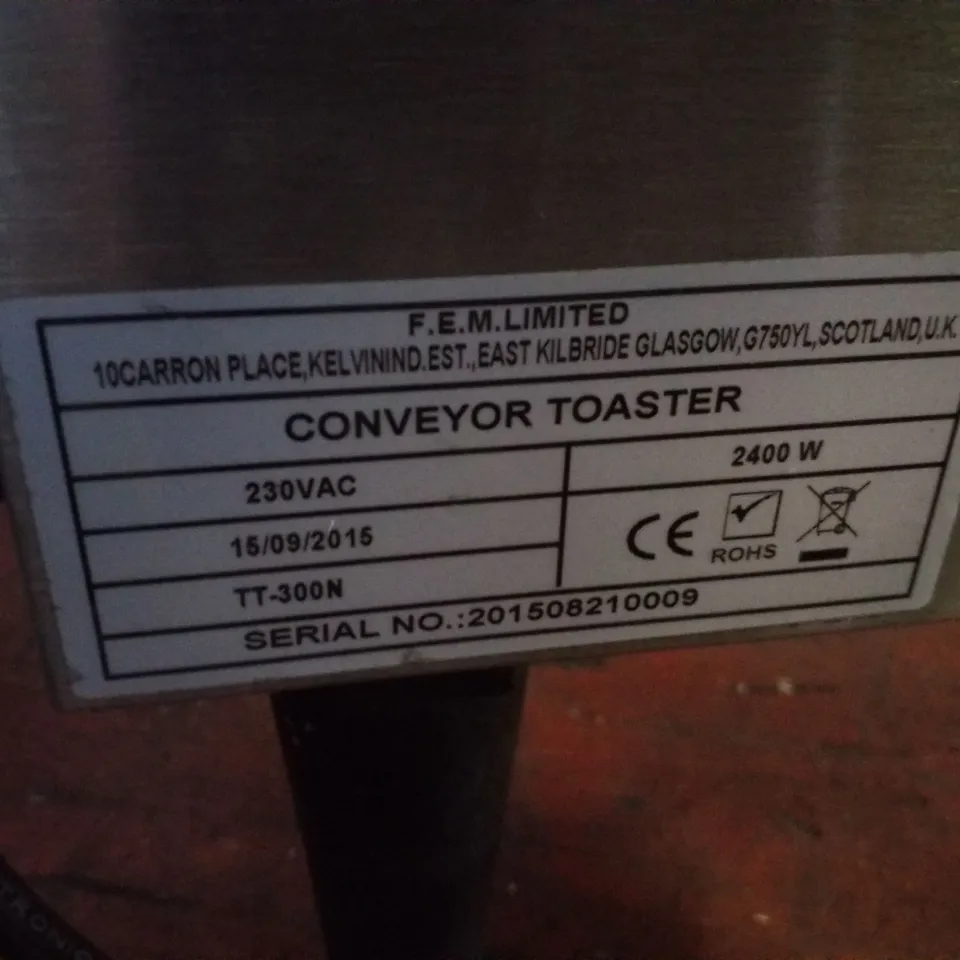 F.E.M.LIMITED
10CARRON PLACE,KELVININD.EST.,EAST KILBRIDE GLASGOW,G750YL,SCOTLAND,U.K.
CONVEYOR TOASTER
230VAC
2400 W
15/09/2015
CE
ROHS
TT-300N
SERIAL NO.:201508210009